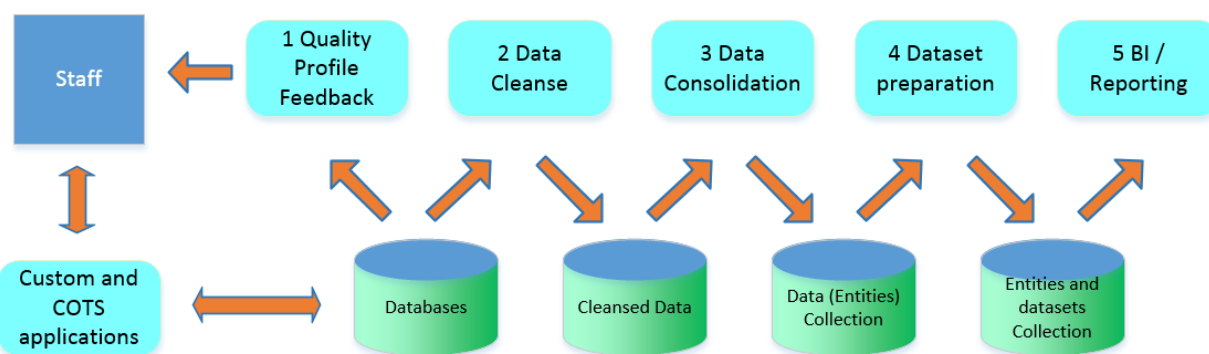 Staff
1 Quality
Profile
Feedback
2 Data
Cleanse
3 Data
Consolidation
4 Dataset
preparation
5 BI /
Reporting
Custom and
COTS
applications
Databases
Cleansed Data
Data (Entities)
Collection
Entities and
datasets
Collection